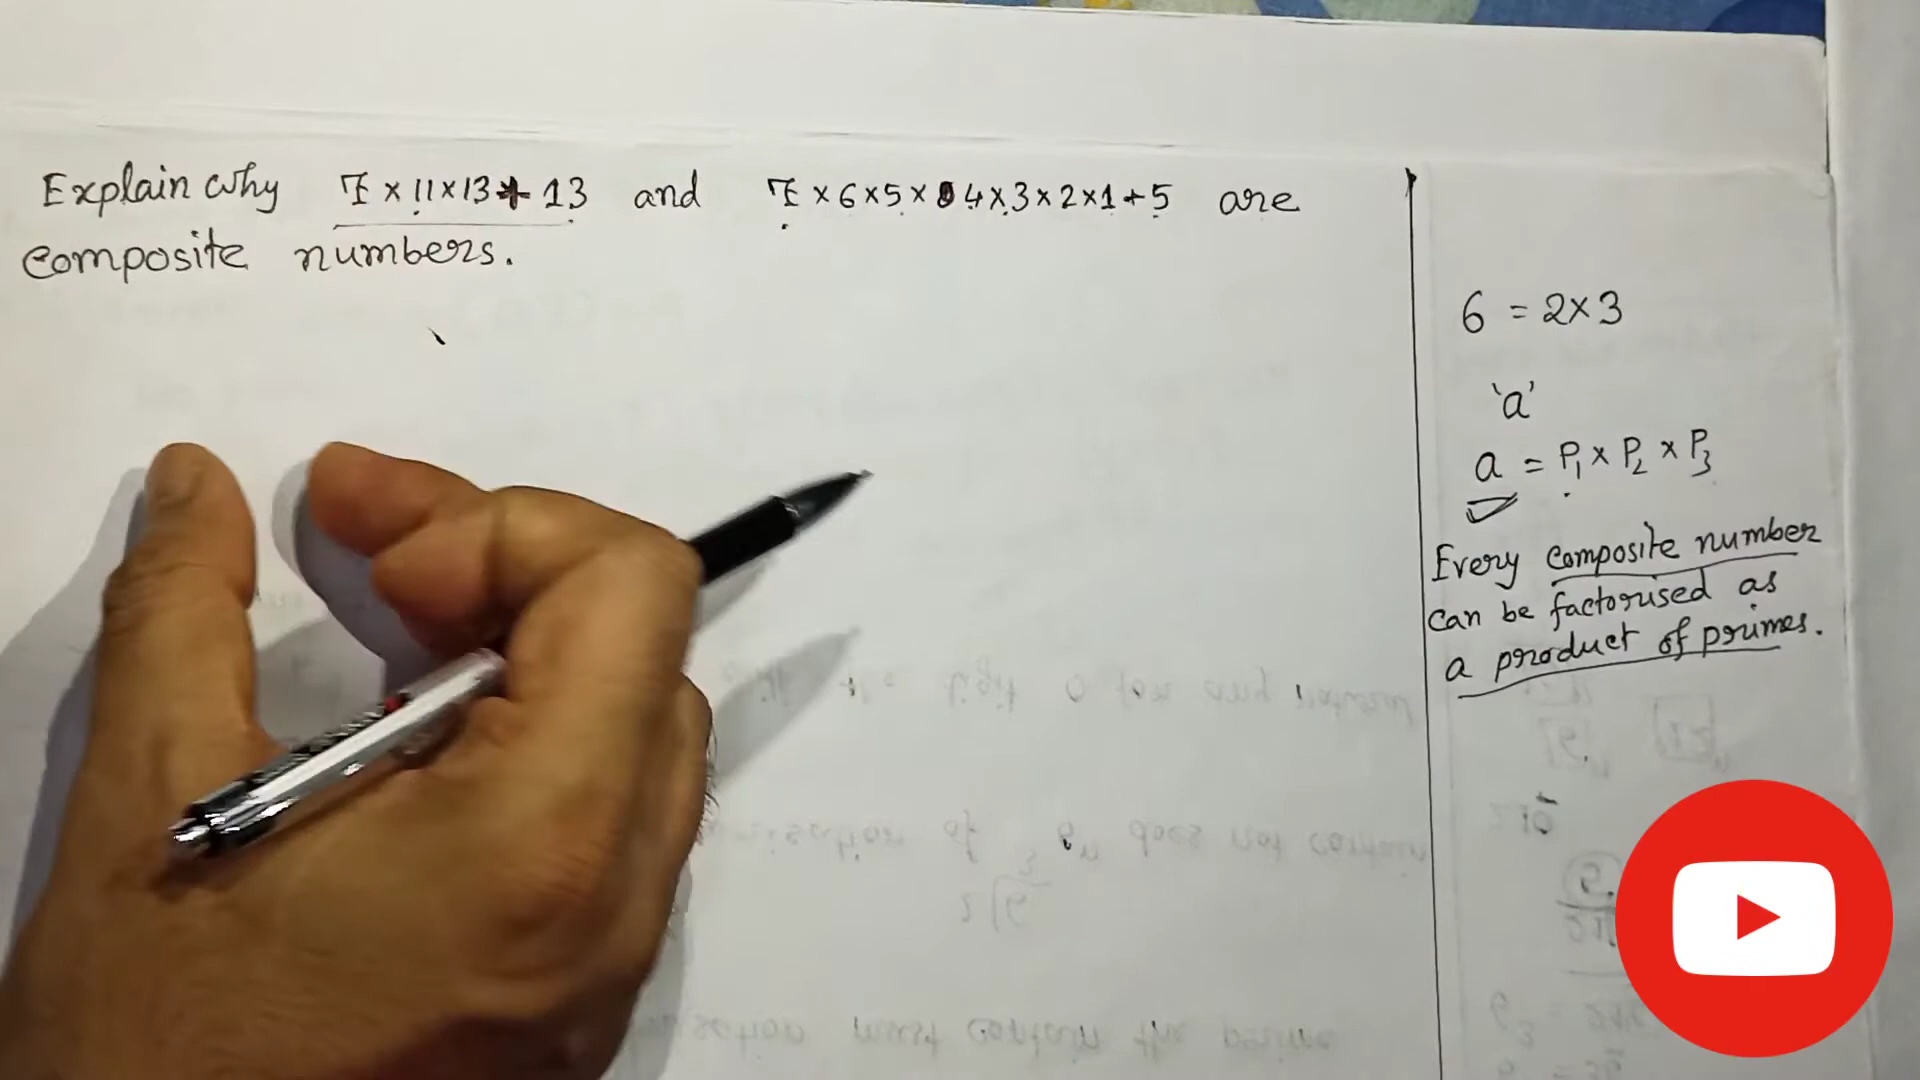 Explain why 7 × 11 × 13 + 13 and 7 × 6 × 5 × 4 × 3 × 2 × 1 + 5 are
composite numbers.
6 = 2 × 3
'a'
a = P₁ × P₂ × P₃
Every composite number
can be factorised as
a product of primes.